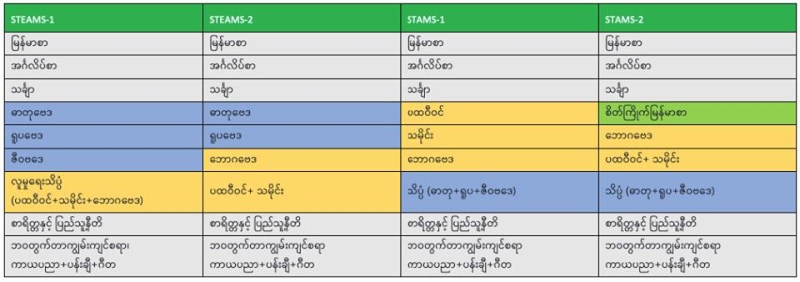 STEAMS-1 STEAMS-2 STAMS-1 STAMS-2
မြန်မာစာ မြန်မာစာ မြန်မာစာ မြန်မာစာ
အင်္ဂလိပ်စာ အင်္ဂလိပ်စာ အင်္ဂလိပ်စာ အင်္ဂလိပ်စာ
သင်္ချာ သင်္ချာ သင်္ချာ သင်္ချာ
ဓာတုဗေဒ ဓာတုဗေဒ ပထဝီဝင် စိတ်ကြိုက်မြန်မာစာ
ရူပဗေဒ ရူပဗေဒ သမိုင်း ဘောဂဗေဒ
ဇီဝဗေဒ ဘောဂဗေဒ ဘောဂဗေဒ ပထဝီဝင်+ သမိုင်း
လူမှုရေးသိပ္ပံ
(ပထဝီဝင်+သမိုင်း+ဘောဂဗေဒ) ပထဝီဝင်+ သမိုင်း သိပ္ပံ (ဓာတု+ရူပ+ဇီဝဗေဒ) သိပ္ပံ (ဓာတု+ရူပ+ဇီဝဗေဒ)
စာရိတ္တနှင့် ပြည်သူ့နီတိ စာရိတ္တနှင့် ပြည်သူ့နီတိ စာရိတ္တနှင့် ပြည်သူ့နီတိ စာရိတ္တနှင့် ပြည်သူ့နီတိ
ဘဝတွက်တာကျွမ်းကျင်စရာ၊ ဘဝတွက်တာကျွမ်းကျင်စရာ ဘဝတွက်တာကျွမ်းကျင်စရာ ဘဝတွက်တာကျွမ်းကျင်စရာ
ကာယပညာ+ပန်းချီ+ဂီတ ကာယပညာ+ပန်းချီ+ဂီတ ကာယပညာ+ပန်းချီ+ဂီတ ကာယပညာ+ပန်းချီ+ဂီတ